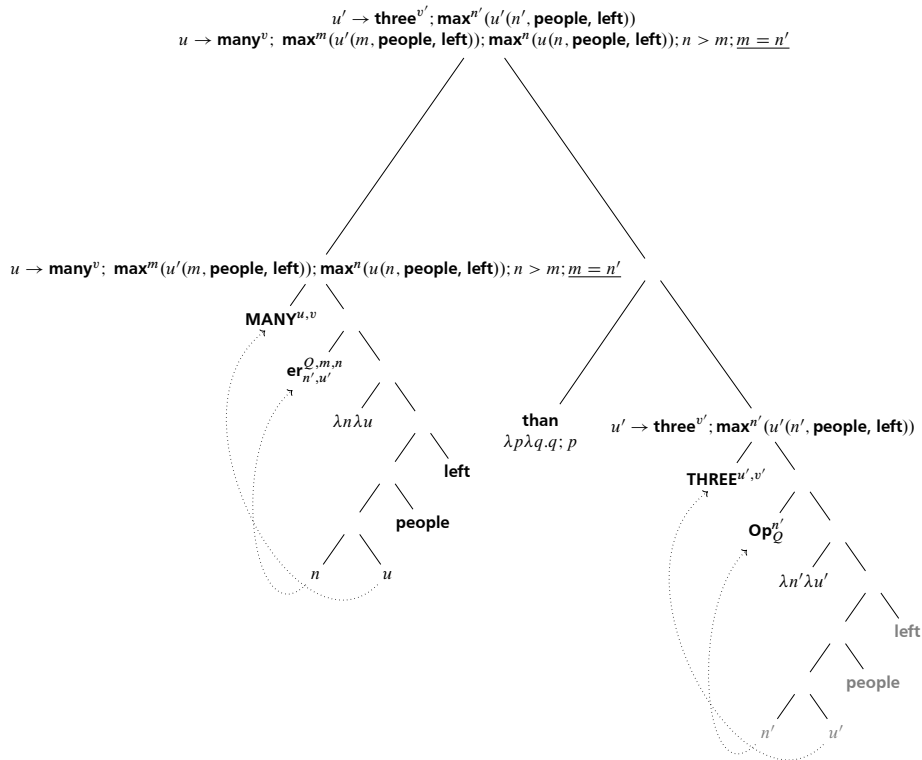 u′ → three^v′; max^n′(u′(n′, people, left))
u → many^v; max^m(u′(m, people, left)); max^n(u(n, people, left)); n > m; m = n′
u → many^v; max^m(u′(m, people, left)); max^n(u(n, people, left)); n > m; m = n′
MANY^u,v
er^Q,m,n_n′,u′
λnλu
left
people
n u
than
λpλq.q; p
u′ → three^v′; max^n′(u′(n′, people, left))
THREE^u′,v′
Op^n′_Q
λn′λu′
left
people
n′ u′